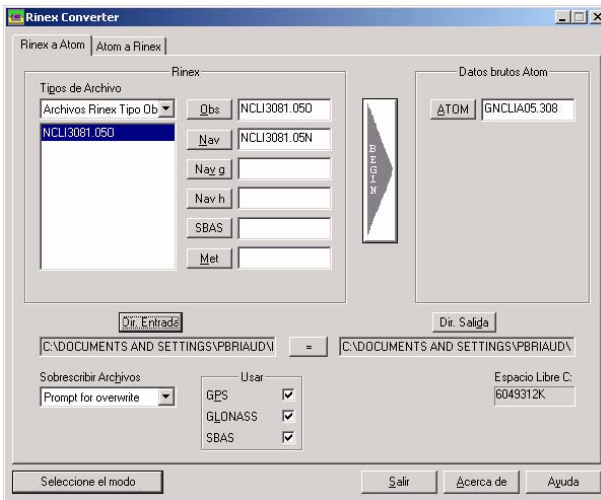 Rinex Converter
Rinex a Atom Atom a Rinex
Rinex
Tipos de Archivo
Archivos Rinex Tipo Ob
NCLI3081.05O
Obs NCLI3081.05O
Nav NCLI3081.05N
Nav g
Nav h
SBAS
Met
BEGIN
Datos brutos Atom
ATOM GNCLIA05.308
Dir. Entrada
Dir. Salida
C:\DOCUMENTS AND SETTINGS\PBRIAUD\ = C:\DOCUMENTS AND SETTINGS\PBRIAUD\
Sobrescribir Archivos
Prompt for overwrite
Usar
GPS
GLONASS
SBAS
Espacio Libre C:
6049312K
Seleccione el modo Salir Acerca de Ayuda